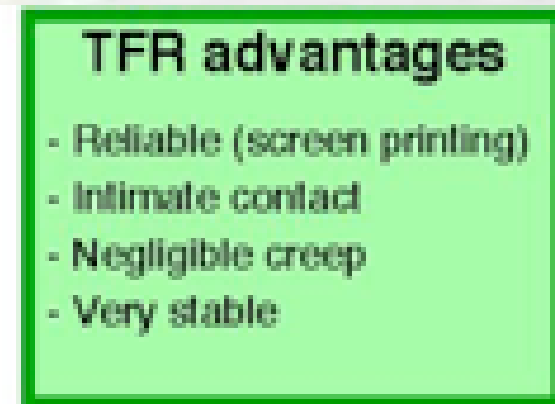 TFR advantages
- Reliable (screen printing)
- Intimate contact
- Negligible creep
- Very stable